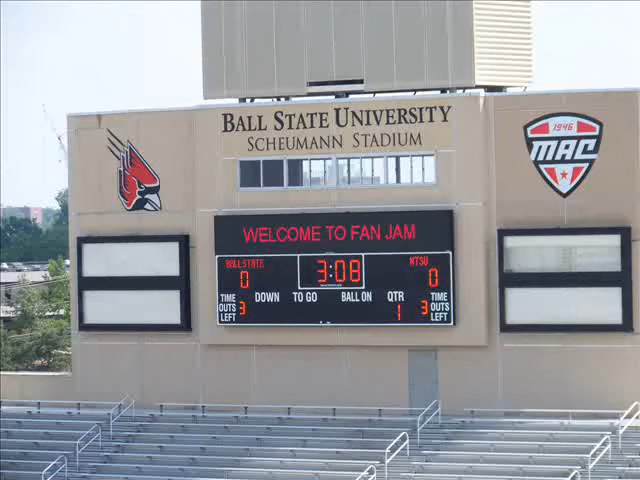 BALL STATE UNIVERSITY
SCHEUMANN STADIUM
1946
MAC
WELCOME TO FAN JAM
BALL STATE 3:08 NTSU
0 0
TIME OUTS LEFT 3 DOWN TO GO BALL ON QTR 1 TIME OUTS LEFT 3